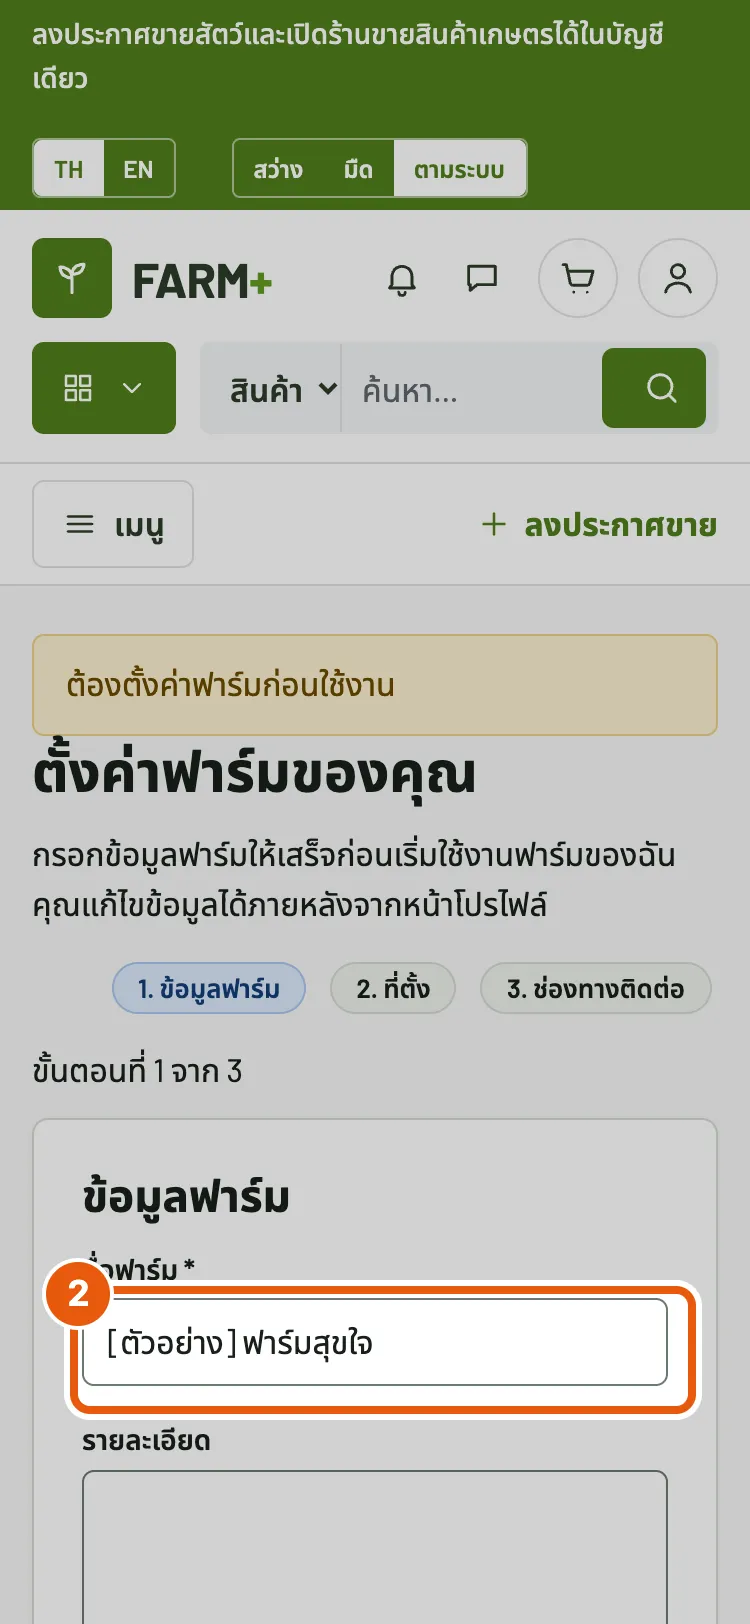 ลงประกาศขายสัตว์และเปิดร้านขายสินค้าเกษตรได้ในบัญชี
เดียว
TH EN สว่าง มืด ตามระบบ
FARM+
สินค้า ค้นหา...
เมนู + ลงประกาศขาย
ต้องตั้งค่าฟาร์มก่อนใช้งาน
ตั้งค่าฟาร์มของคุณ
กรอกข้อมูลฟาร์มให้เสร็จก่อนเริ่มใช้งานฟาร์มของฉัน
คุณแก้ไขข้อมูลได้ภายหลังจากหน้าโปรไฟล์
1. ข้อมูลฟาร์ม 2. ที่ตั้ง 3. ช่องทางติดต่อ
ขั้นตอนที่ 1 จาก 3
ข้อมูลฟาร์ม
ชื่อฟาร์ม *
2
[ตัวอย่าง] ฟาร์มสุขใจ
รายละเอียด